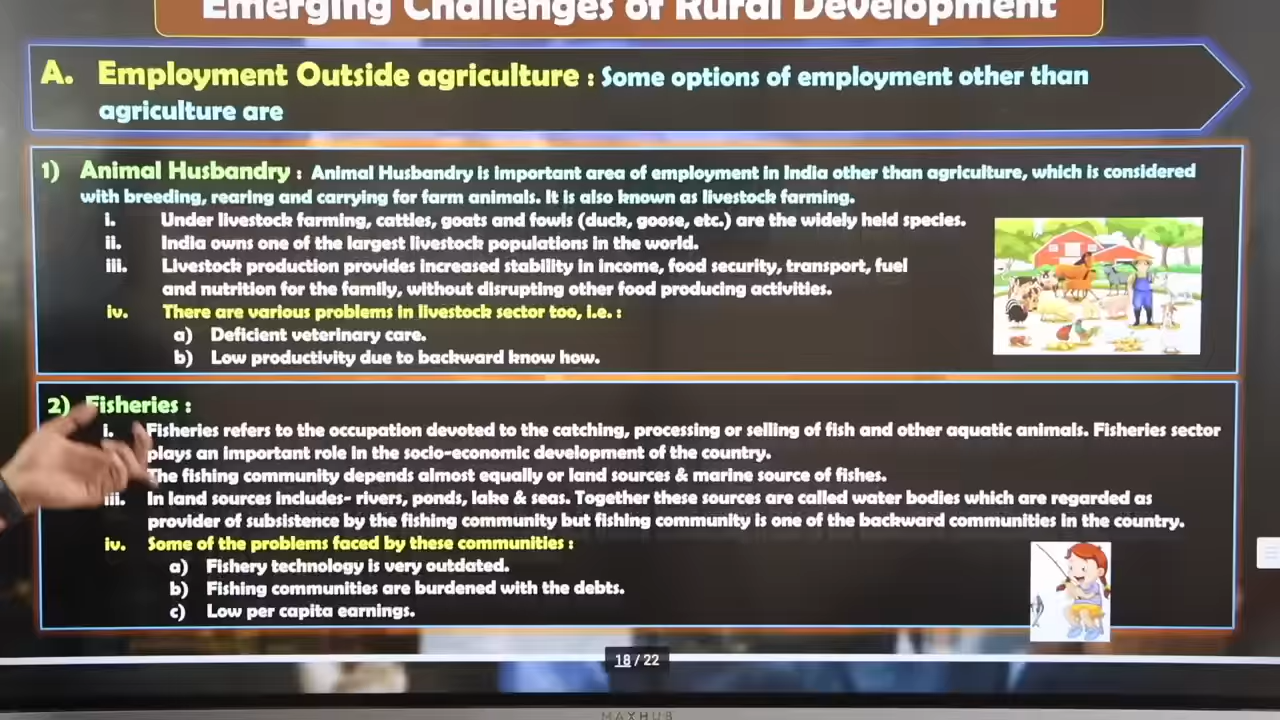 Emerging Challenges of Rural Development
A. Employment Outside agriculture : Some options of employment other than
agriculture are
1) Animal Husbandry : Animal Husbandry is important area of employment in India other than agriculture, which is considered
with breeding, rearing and carrying for farm animals. It is also known as livestock farming.
i. Under livestock farming, cattles, goats and fowls (duck, goose, etc.) are the widely held species.
ii. India owns one of the largest livestock populations in the world.
iii. Livestock production provides increased stability in income, food security, transport, fuel
and nutrition for the family, without disrupting other food producing activities.
iv. There are various problems in livestock sector too, i.e. :
a) Deficient veterinary care.
b) Low productivity due to backward know how.
2) Fisheries :
i. Fisheries refers to the occupation devoted to the catching, processing or selling of fish and other aquatic animals. Fisheries sector
plays an important role in the socio-economic development of the country.
The fishing community depends almost equally or land sources & marine source of fishes.
iii. In land sources includes- rivers, ponds, lake & seas. Together these sources are called water bodies which are regarded as
provider of subsistence by the fishing community but fishing community is one of the backward communities in the country.
iv. Some of the problems faced by these communities :
a) Fishery technology is very outdated.
b) Fishing communities are burdened with the debts.
c) Low per capita earnings.
18 / 22
MAXHUB